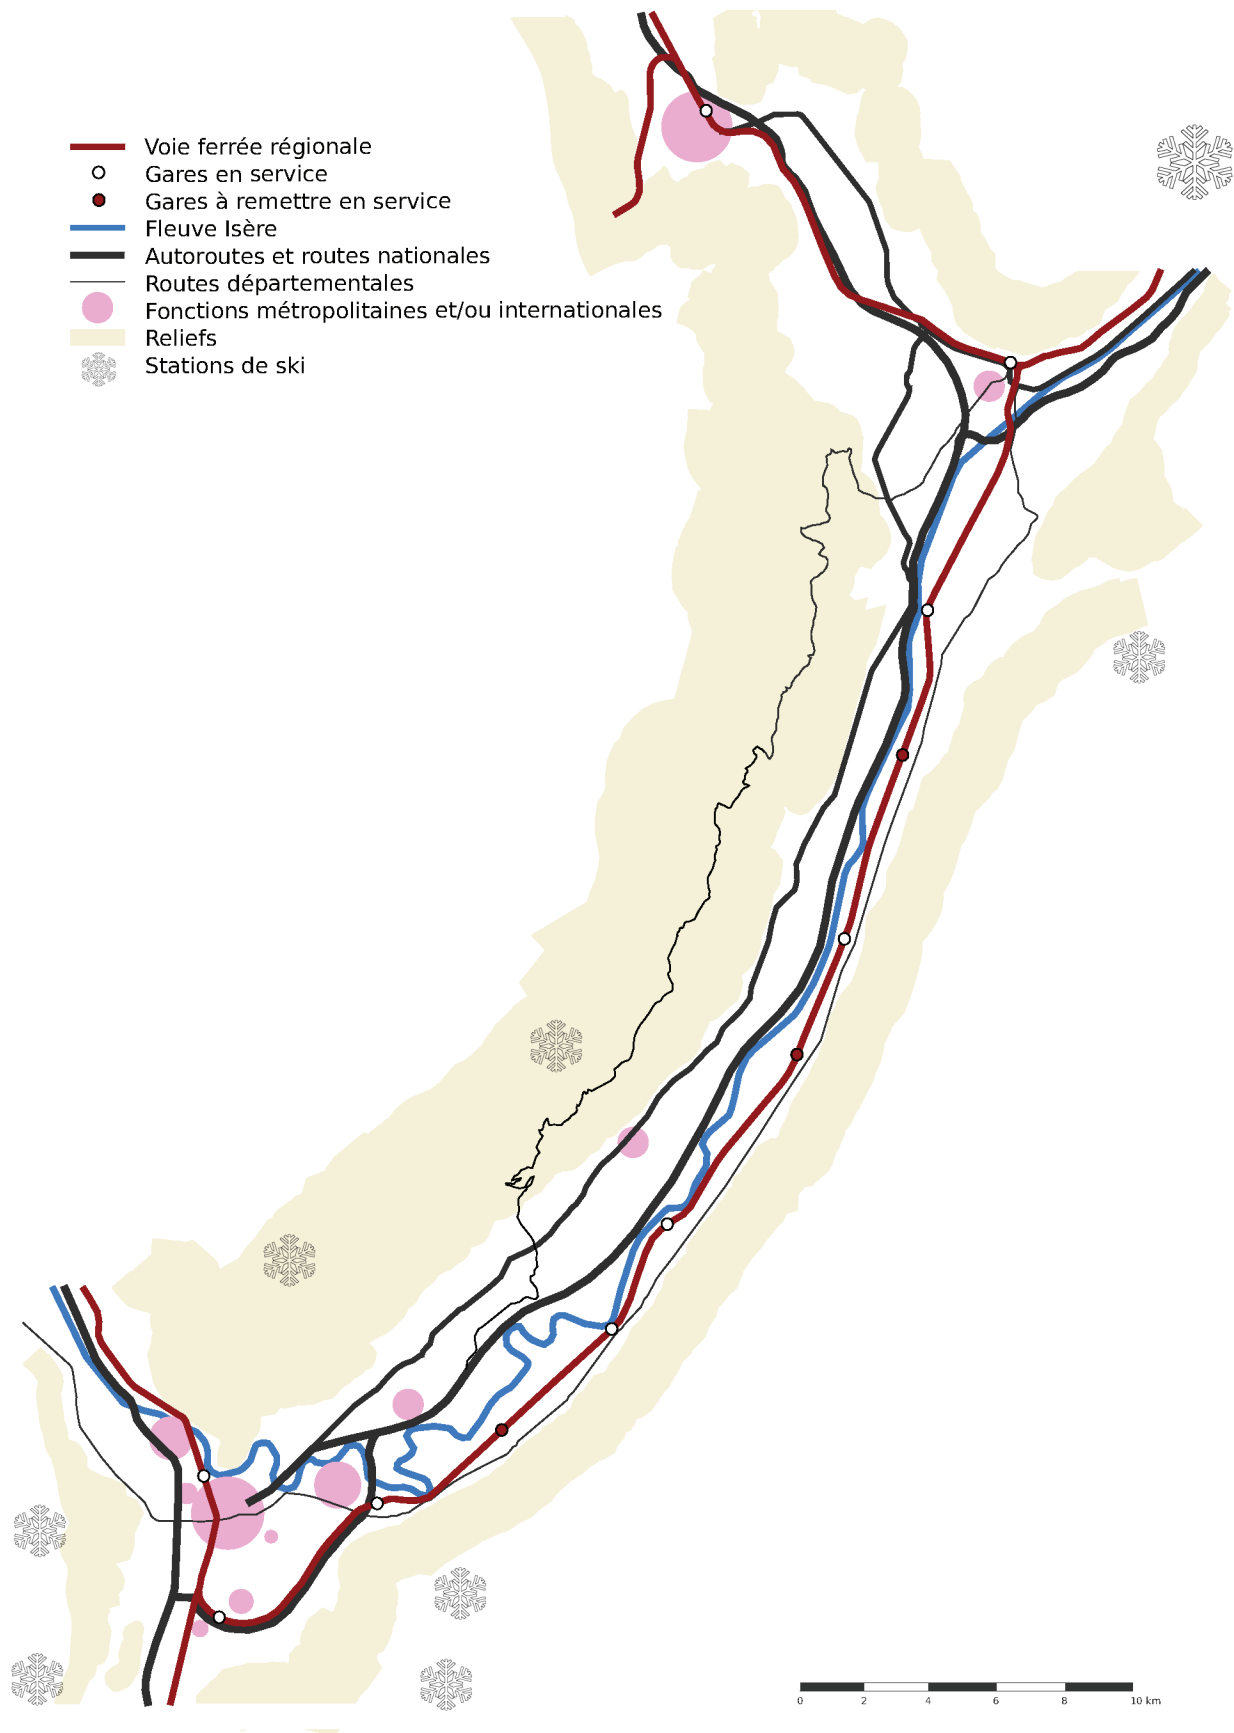 Voie ferrée régionale
Gares en service
Gares à remettre en service
Fleuve Isère
Autoroutes et routes nationales
Routes départementales
Fonctions métropolitaines et/ou internationales
Reliefs
Stations de ski
0 2 4 6 8 10 km